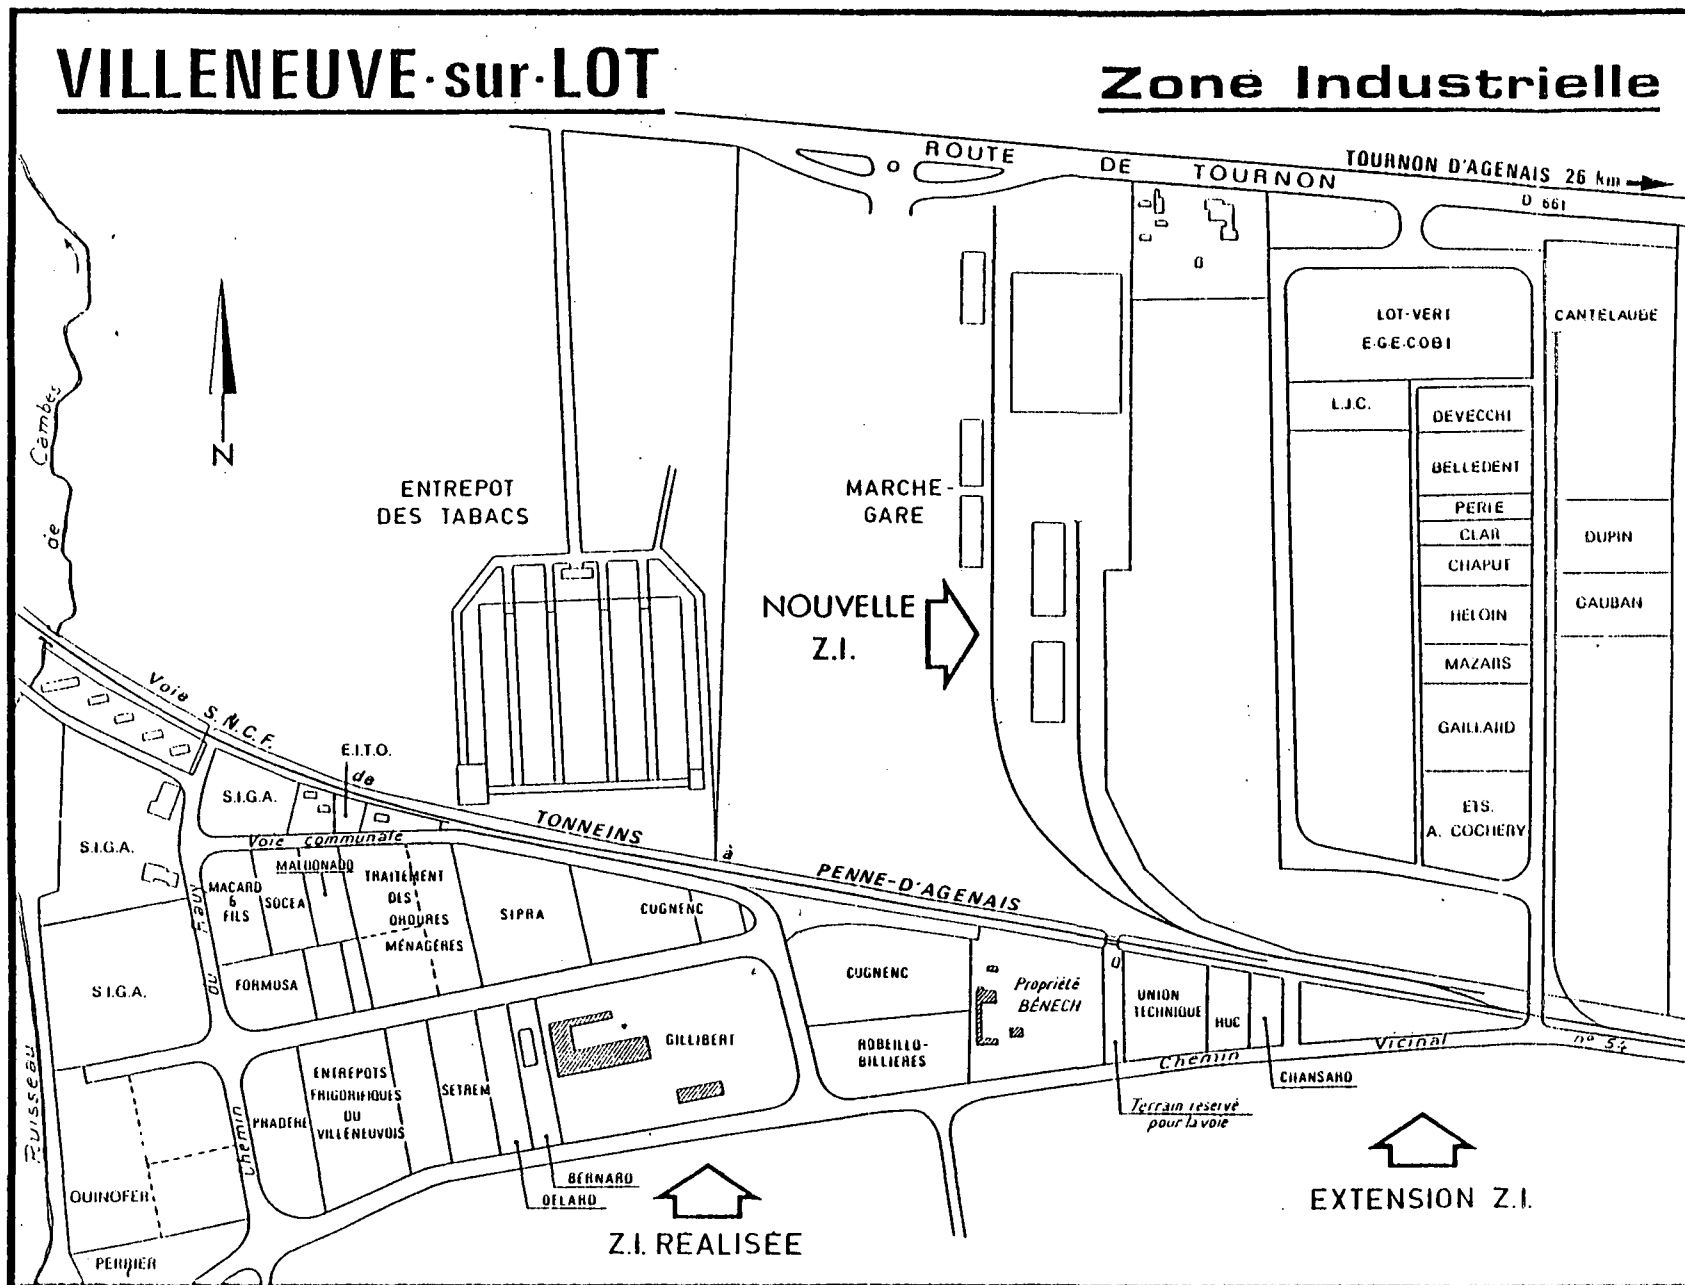 VILLENEUVE·sur·LOT
Zone Industrielle
ROUTE DE TOURNON
TOURNON D'AGENAIS 26 km
D 661
LOT-VERT
E·G·E·COBI
CANTELAUBE
L.J.C.
DEVECCHI
BELLEDENT
PERIE
CLAR
CHAPUT
HELOIN
MAZARS
GAILLARD
ETS.
A. COCHERY
DUPIN
GAUBAN
N
de Cambes
ENTREPOT
DES TABACS
MARCHE-
GARE
NOUVELLE
Z.I.
Voie S.N.C.F. de TONNEINS à PENNE-D'AGENAIS
E.I.T.O.
S.I.G.A.
Voie communale
S.I.G.A.
MALDONADO
MACARD
&
FILS
SOCEA
TRAITEMENT
DES
ORDURES
MÉNAGÈRES
SIPRA
CUGNENC
FORMOSA
S.I.G.A.
CUGNENC
Propriété
BÉNECH
UNION
TECHNIQUE
HUC
ROBEILLO-
BILLIERES
GILLIBERT
Chemin Vicinal n° 54
CHANSARD
Terrain réservé
pour la voie
ENTREPOTS
FRIGORIFIQUES
DU
VILLENEUVOIS
SETREM
PHADERE
Chemin du
Ruisseau
QUINOFER
PERRIER
BERNARD
DELARD
Z.I. REALISÉE
EXTENSION Z.I.